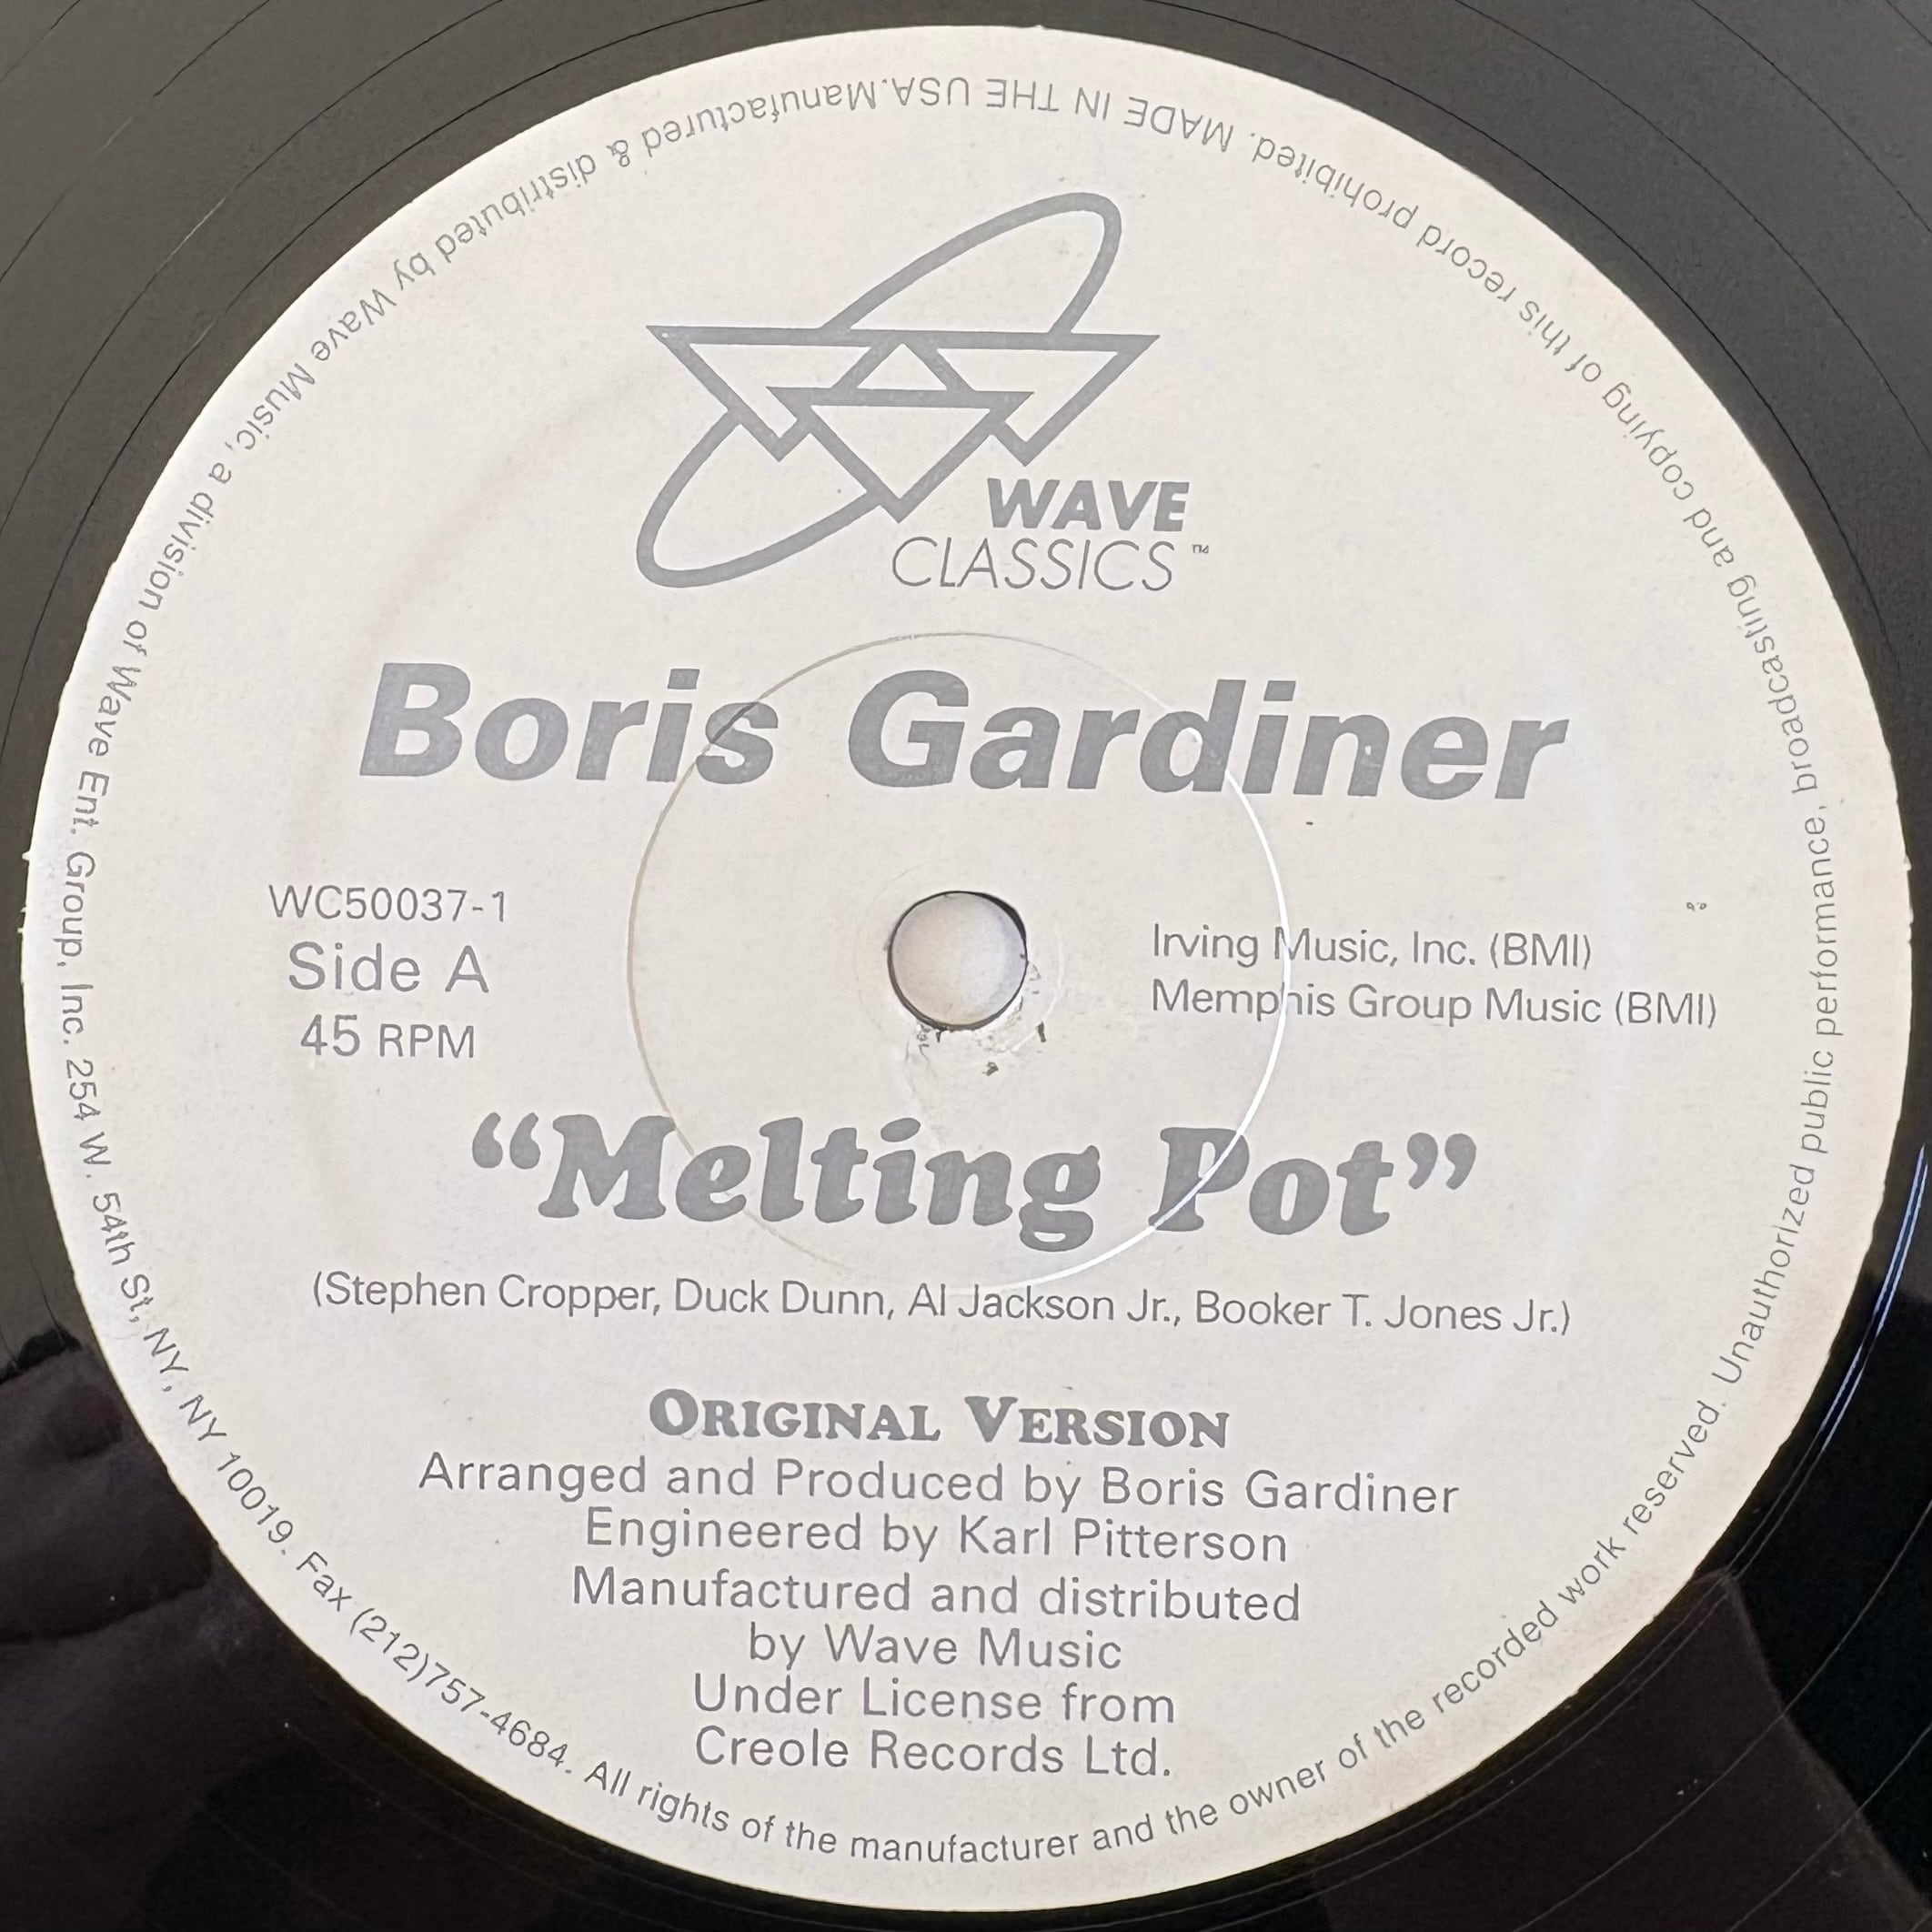 WAVE
CLASSICS™
Boris Gardiner
WC50037-1
Side A
45 RPM
Irving Music, Inc. (BMI)
Memphis Group Music (BMI)
“Melting Pot”
(Stephen Cropper, Duck Dunn, Al Jackson Jr., Booker T. Jones Jr.)
ORIGINAL VERSION
Arranged and Produced by Boris Gardiner
Engineered by Karl Pitterson
Manufactured and distributed
by Wave Music
Under License from
Creole Records Ltd.
Manufactured & distributed by Wave Music, a division of Wave Ent. Group, Inc. 254 W. 54th St, NY, NY 10019. Fax (212)757-4684. All rights of the manufacturer and the owner of the recorded work reserved. Unauthorized public performance, broadcasting and copying of this record prohibited. MADE IN THE USA.